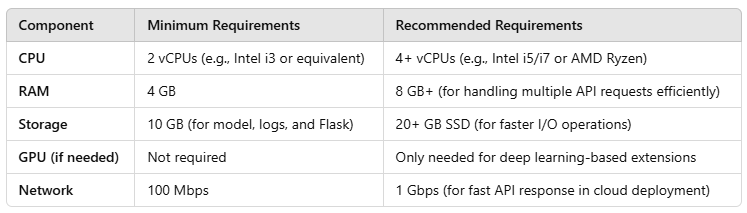 Component Minimum Requirements Recommended Requirements
CPU 2 vCPUs (e.g., Intel i3 or equivalent) 4+ vCPUs (e.g., Intel i5/i7 or AMD Ryzen)
RAM 4 GB 8 GB+ (for handling multiple API requests efficiently)
Storage 10 GB (for model, logs, and Flask) 20+ GB SSD (for faster I/O operations)
GPU (if needed) Not required Only needed for deep learning-based extensions
Network 100 Mbps 1 Gbps (for fast API response in cloud deployment)